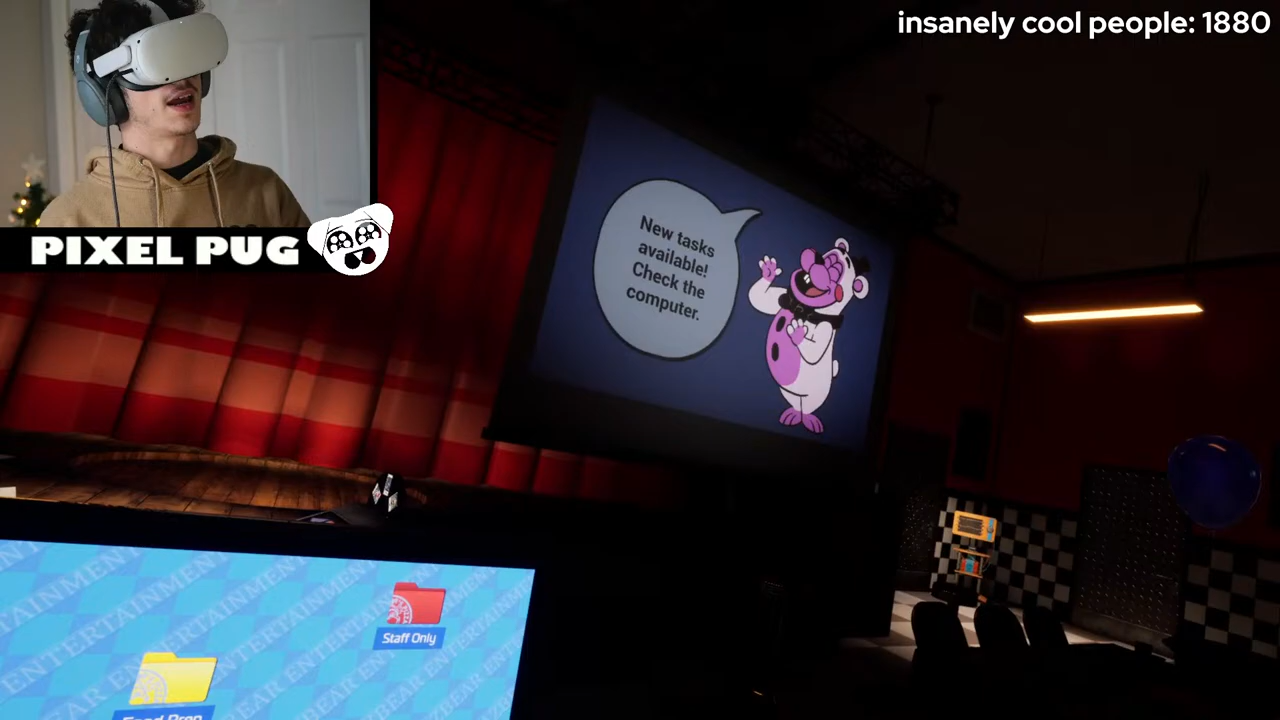 insanely cool people: 1880
PIXEL PUG
New tasks
available!
Check the
computer.
Staff Only